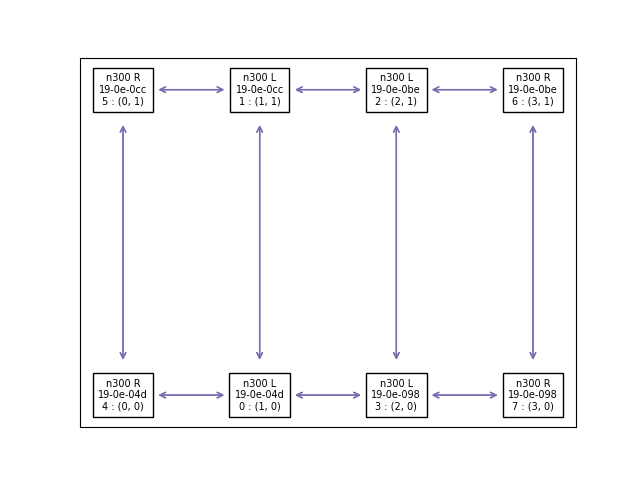 n300 R
19-0e-0cc
5 : (0, 1)
n300 L
19-0e-0cc
1 : (1, 1)
n300 L
19-0e-0be
2 : (2, 1)
n300 R
19-0e-0be
6 : (3, 1)
n300 R
19-0e-04d
4 : (0, 0)
n300 L
19-0e-04d
0 : (1, 0)
n300 L
19-0e-098
3 : (2, 0)
n300 R
19-0e-098
7 : (3, 0)